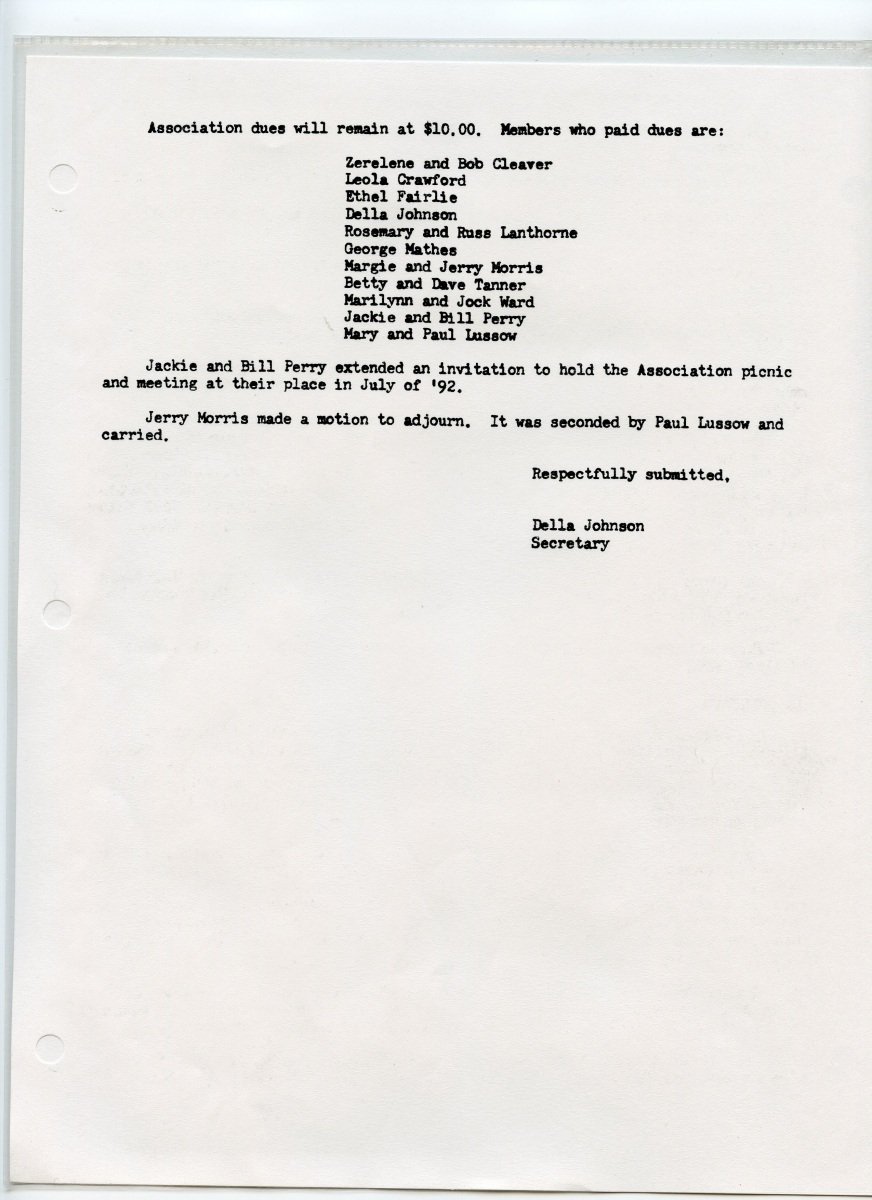 Association dues will remain at $10.00. Members who paid dues are:
Zerelene and Bob Cleaver
Leola Crawford
Ethel Fairlie
Della Johnson
Rosemary and Russ Lanthorne
George Mathes
Margie and Jerry Morris
Betty and Dave Tanner
Marilynn and Jock Ward
Jackie and Bill Perry
Mary and Paul Lussow
Jackie and Bill Perry extended an invitation to hold the Association picnic
and meeting at their place in July of '92.
Jerry Morris made a motion to adjourn. It was seconded by Paul Lussow and
carried.
Respectfully submitted,
Della Johnson
Secretary